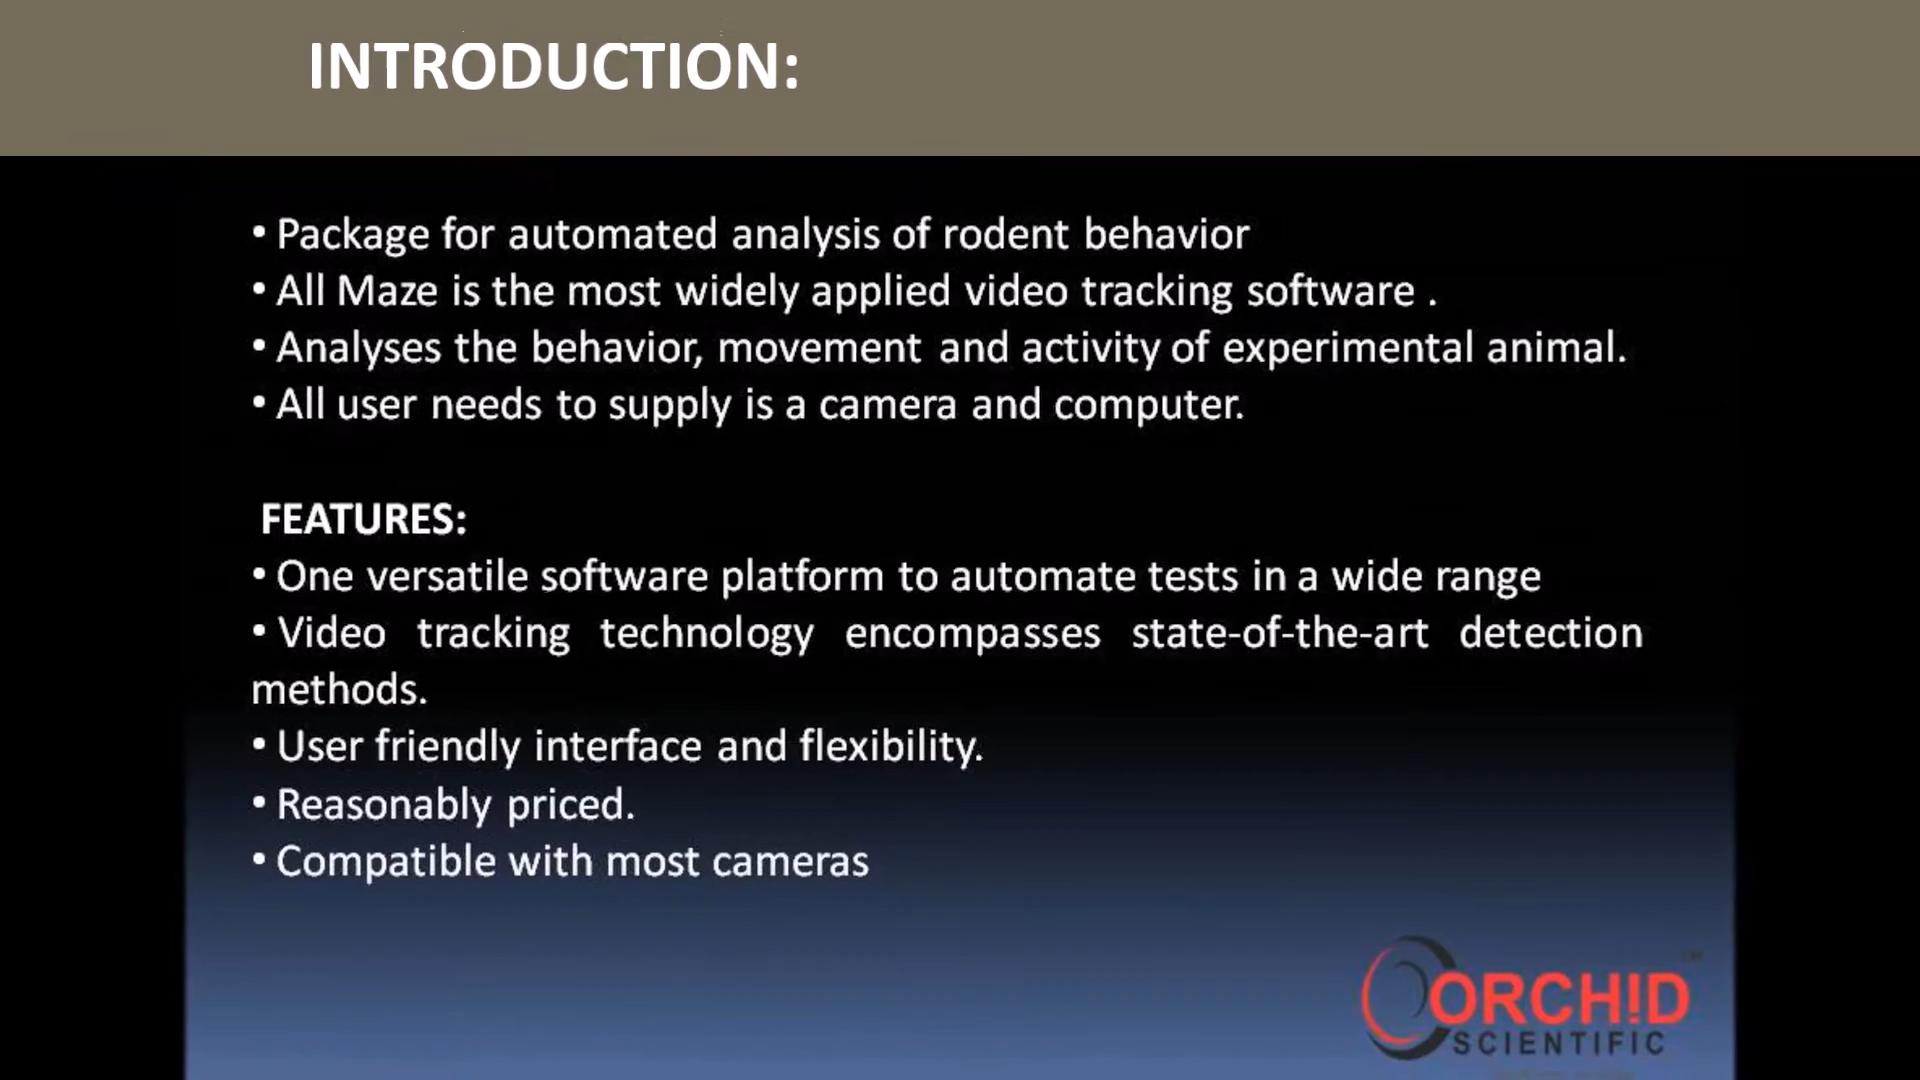 INTRODUCTION:
• Package for automated analysis of rodent behavior
• All Maze is the most widely applied video tracking software .
• Analyses the behavior, movement and activity of experimental animal.
• All user needs to supply is a camera and computer.
FEATURES:
• One versatile software platform to automate tests in a wide range
• Video tracking technology encompasses state-of-the-art detection
methods.
• User friendly interface and flexibility.
• Reasonably priced.
• Compatible with most cameras
ORCH!D
SCIENTIFIC